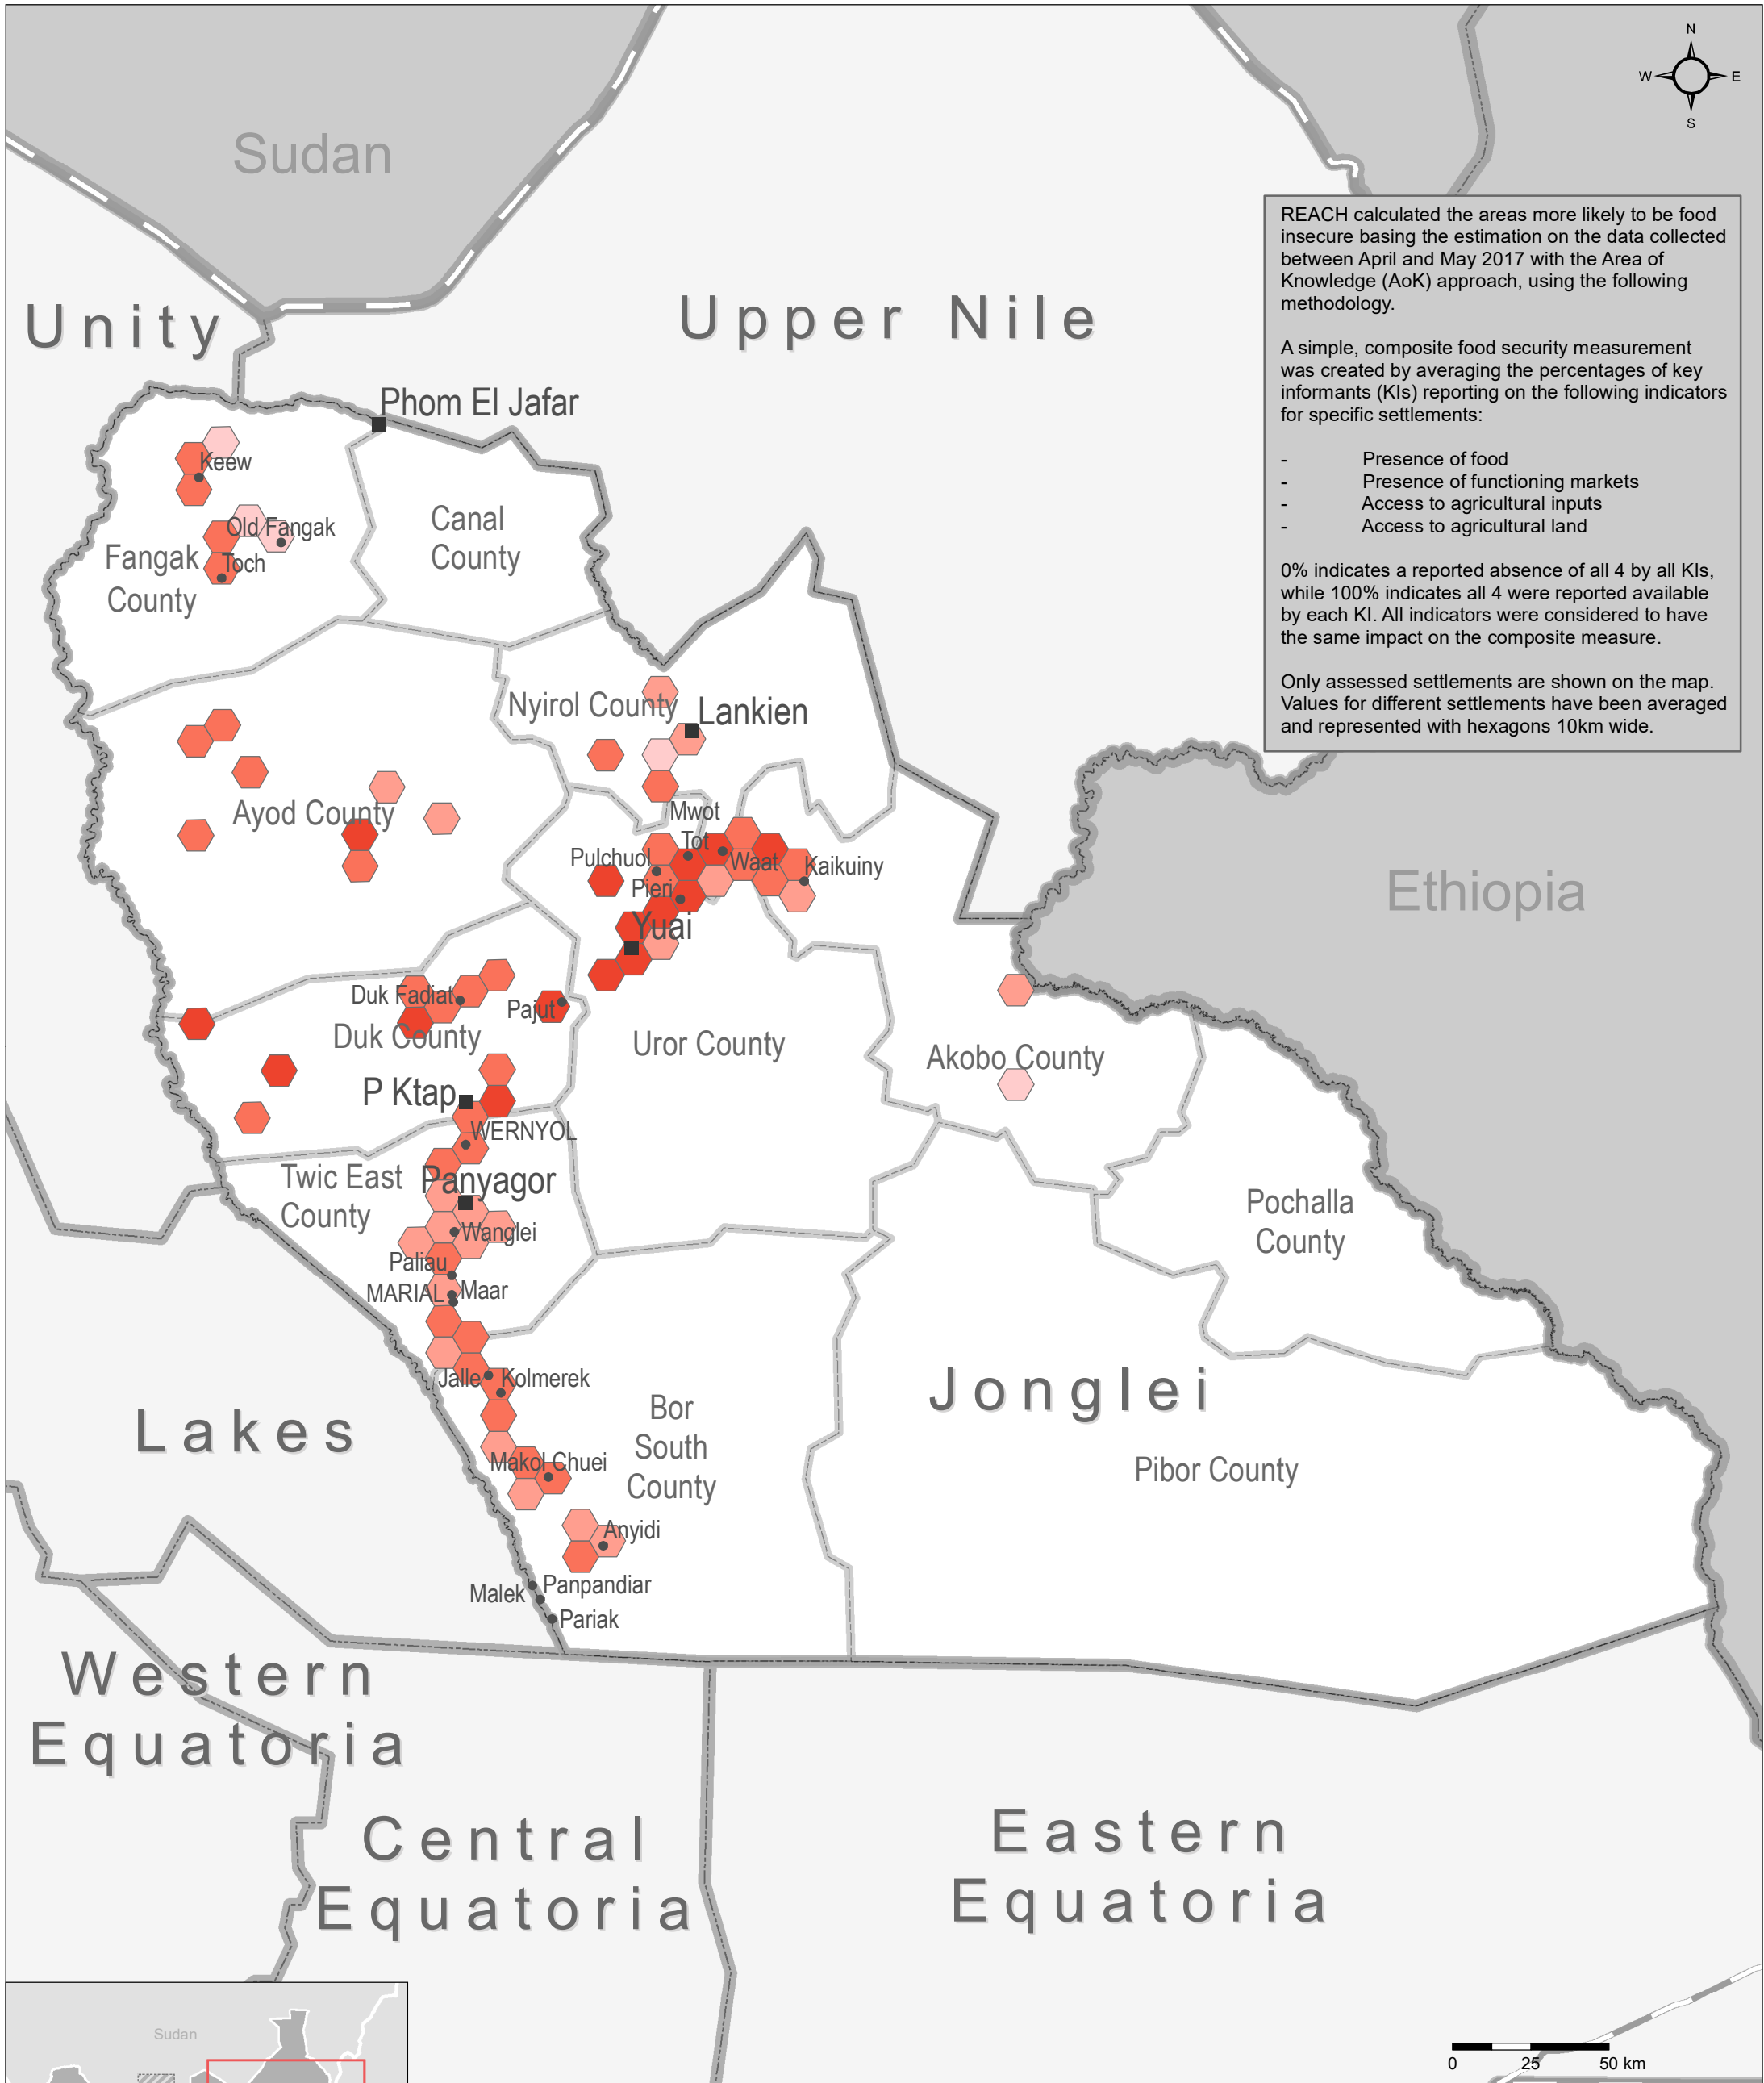 N
W E
S
Sudan
REACH calculated the areas more likely to be food
insecure basing the estimation on the data collected
between April and May 2017 with the Area of
Knowledge (AoK) approach, using the following
methodology.
A simple, composite food security measurement
was created by averaging the percentages of key
informants (KIs) reporting on the following indicators
for specific settlements:
- Presence of food
- Presence of functioning markets
- Access to agricultural inputs
- Access to agricultural land
0% indicates a reported absence of all 4 by all KIs,
while 100% indicates all 4 were reported available
by each KI. All indicators were considered to have
the same impact on the composite measure.
Only assessed settlements are shown on the map.
Values for different settlements have been averaged
and represented with hexagons 10km wide.
Unity
Upper Nile
Phom El Jafar
Keew
Old Fangak
Toch
Fangak
County
Canal
County
Nyirol County
Lankien
Ayod County
Mwot
Tot
Pulchuol
Waat
Kaikuiny
Pieri
Yuai
Ethiopia
Duk Fadiat
Pajut
Duk County
Uror County
Akobo County
P Ktap
WERNYOL
Twic East
County
Panyagor
Wanglei
Paliau
MARIAL
Maar
Pochalla
County
Jalle
Kolmerek
Jonglei
Lakes
Bor
South
County
Makol Chuei
Pibor County
Anyidi
Malek
Panpandiar
Pariak
Western
Equatoria
Central
Equatoria
Eastern
Equatoria
Sudan
0 25 50 km